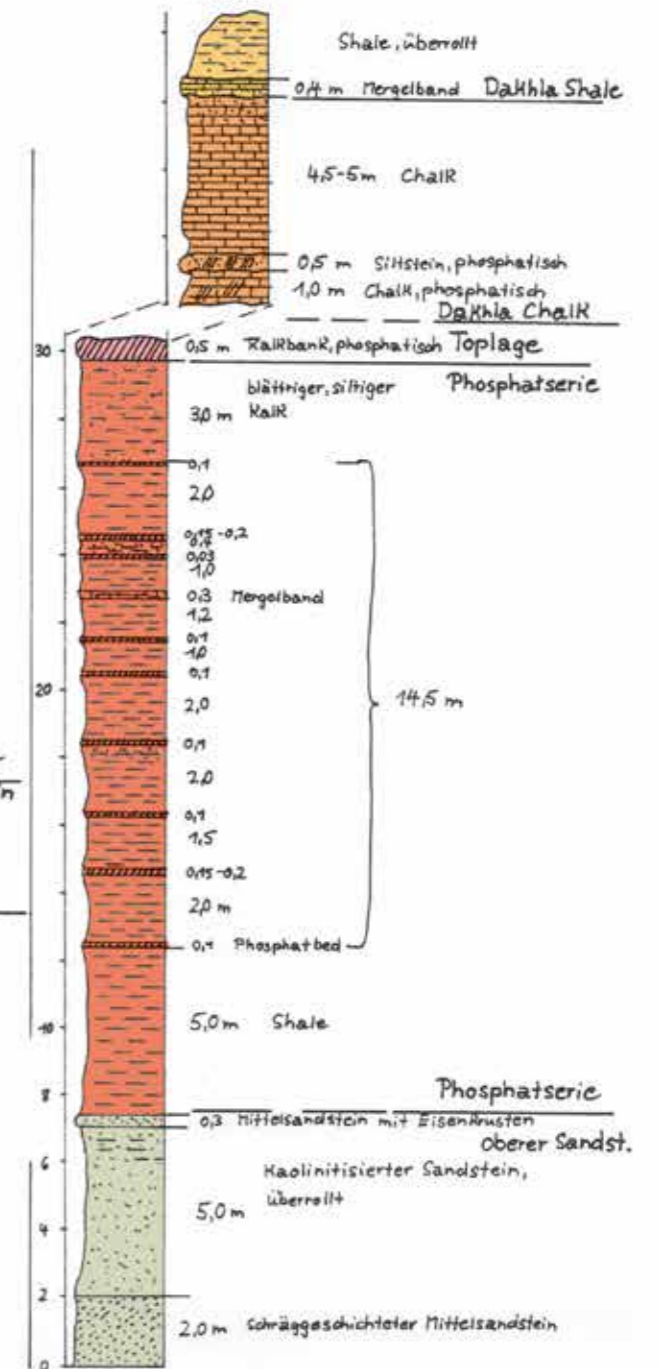 Shale, überrollt
0,4 m Mergelband Dakhla Shale
4,5-5m Chalk
0,5 m Siltstein, phosphatisch
1,0 m Chalk, phosphatisch
Dakhla Chalk
30 0,5 m Kalkbank, phosphatisch Toplage
Phosphatserie
blättriger, siltiger
3,0 m Kalk
0,1
2,0
0,15-0,2
0,03
1,0
0,3 Mergelband
1,2
0,1
1,0
20 0,1
2,0 14,5 m
0,1
2,0
0,1
1,5
0,15-0,2
2,0 m
0,1 Phosphatbed
10 5,0 m Shale
8 Phosphatserie
0,3 Mittelsandstein mit Eisenkrusten
oberer Sandst.
6 Kaolinitisierter Sandstein,
überrollt
4 5,0 m
2
2,0 m Schräggeschichteter Mittelsandstein
0